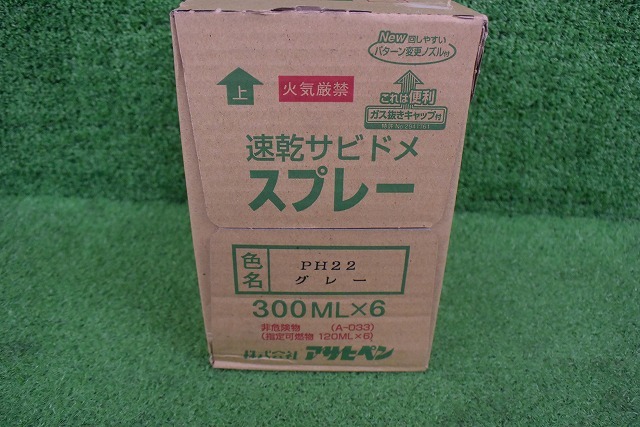 New 回しやすい
パターン変更ノズル付
上
火気厳禁
これは便利
ガス抜きキャップ付
速乾サビドメ
スプレー
色名
PH22
グレー
300ML×6
非危険物 (A-033)
(指定可燃物 120ML×6)
株式会社 アサヒペン